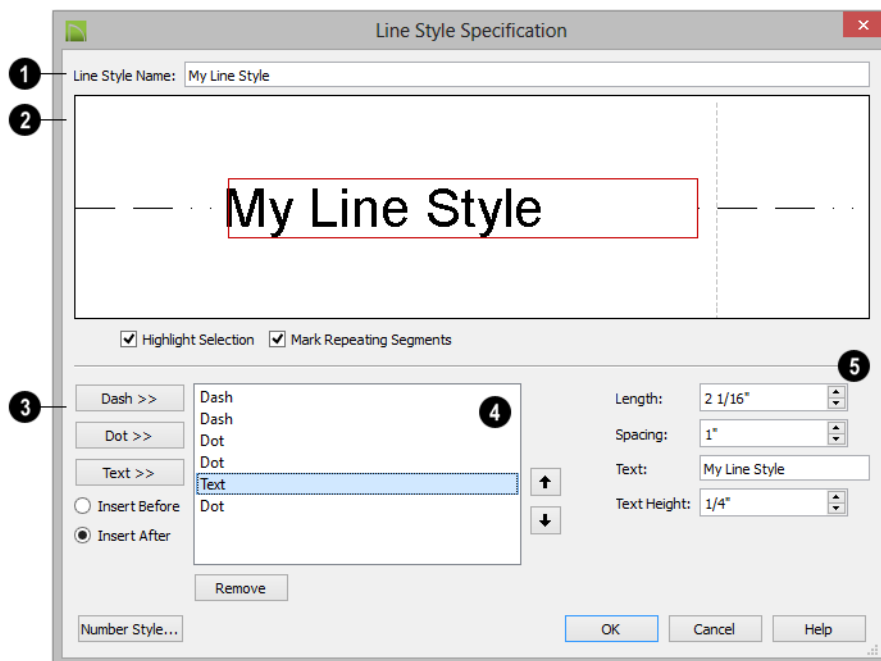 Line Style Specification
1 Line Style Name: My Line Style
2
My Line Style
Highlight Selection Mark Repeating Segments
5
3 Dash >>
Dot >>
Text >>
Insert Before
Insert After
4
Dash
Dash
Dot
Dot
Text
Dot
Remove
Length: 2 1/16"
Spacing: 1"
Text: My Line Style
Text Height: 1/4"
Number Style... OK Cancel Help